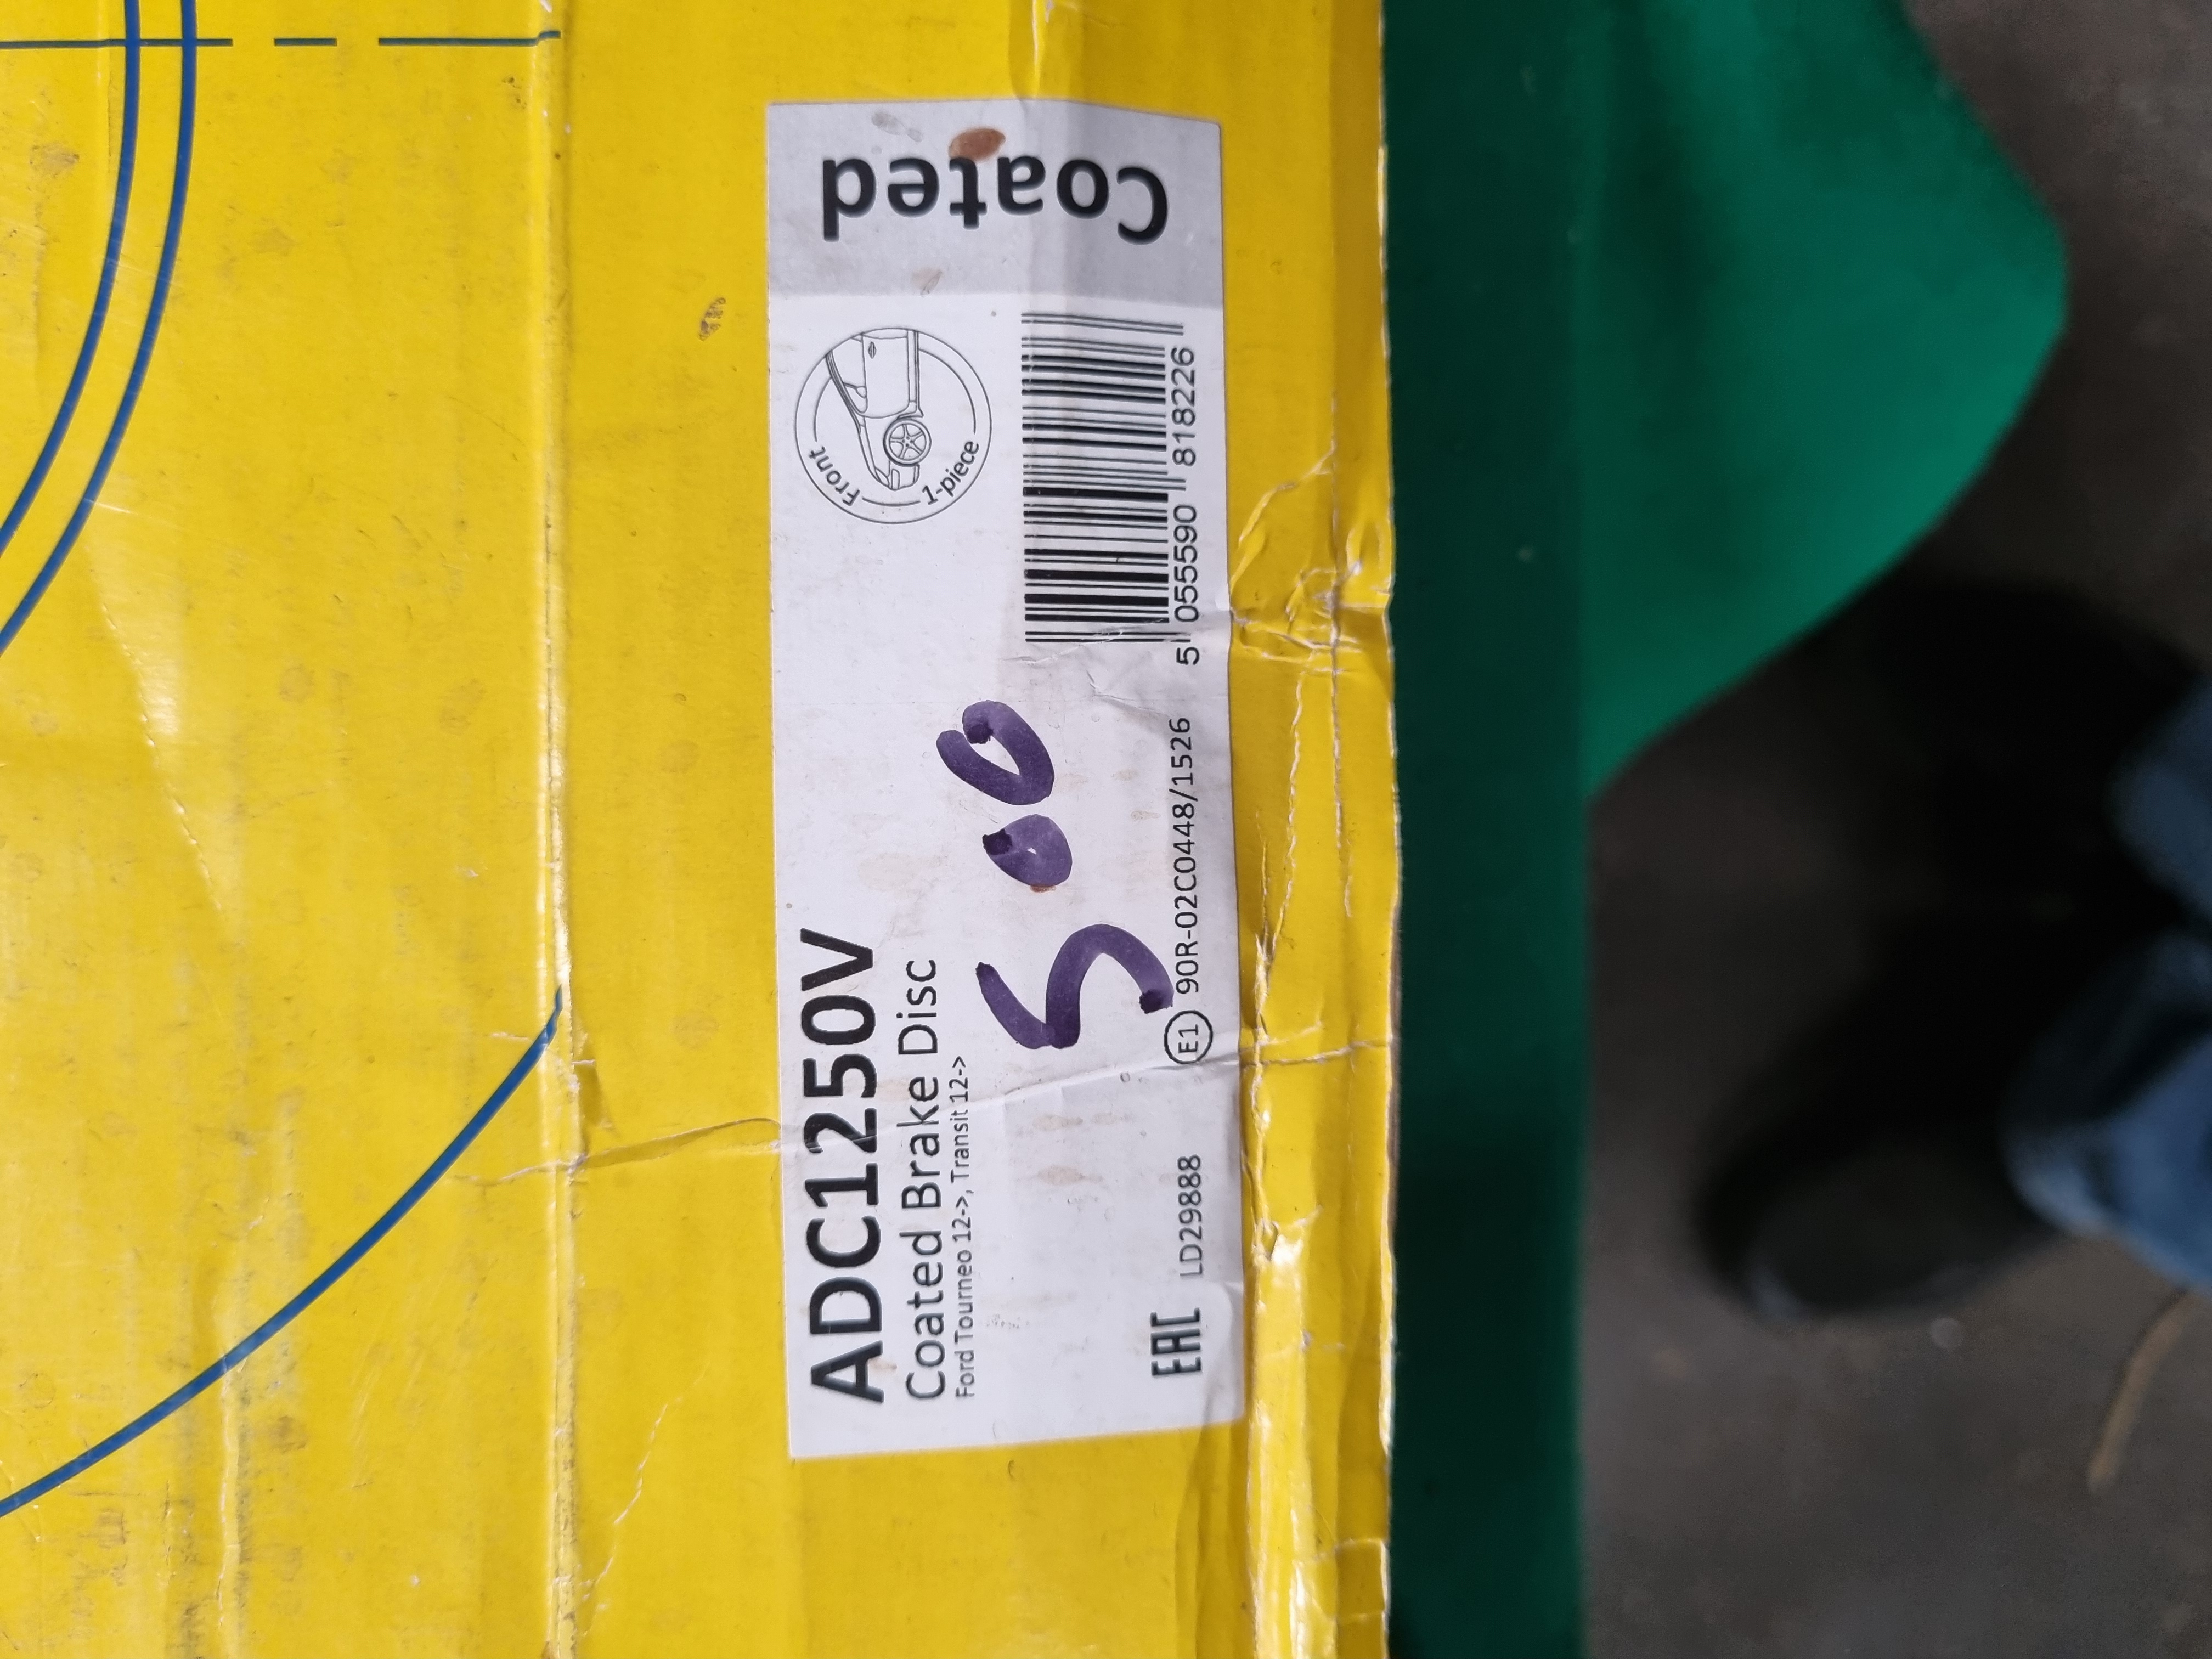 ADC1250V
Coated Brake Disc
Ford Tourneo 12->, Transit 12->
5.00
EAC LD29888 E1 90R-02C0448/1526
Front
1-piece
5 055590 818226
Coated